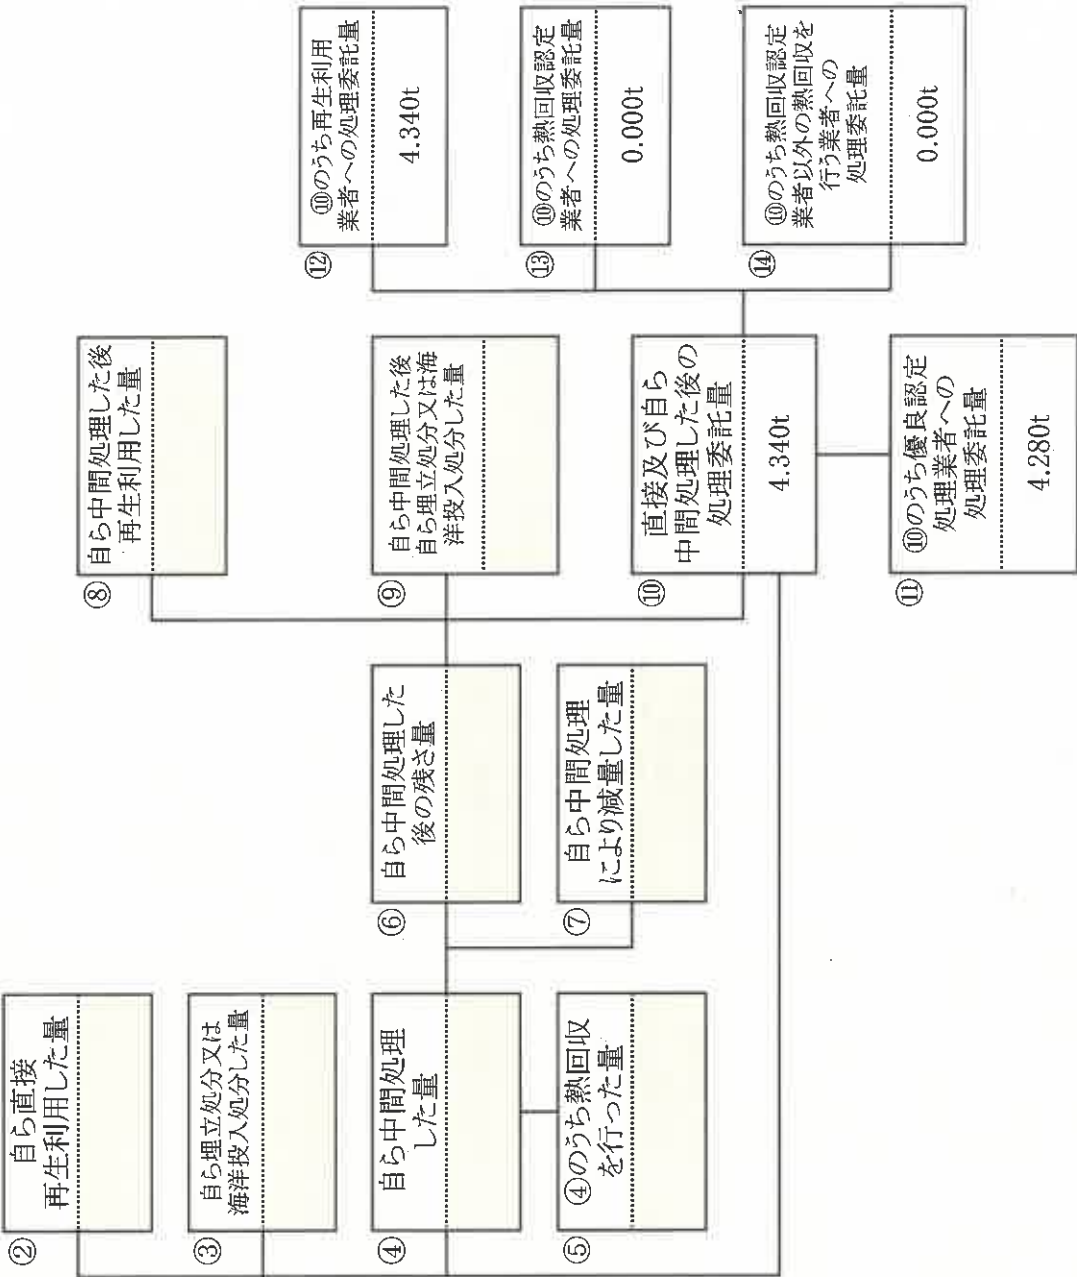 ②
自ら直接
再生利用した量
③
自ら埋立処分又は
海洋投入処分した量
④
自ら中間処理
した量
⑤
④のうち熱回収
を行った量
⑥
自ら中間処理した
後の残さ量
⑦
自ら中間処理
により減量した量
⑧
自ら中間処理した後
再生利用した量
⑨
自ら中間処理した後
自ら埋立処分又は海
洋投入処分した量
⑩
直接及び自ら
中間処理した後の
処理委託量
4.340t
⑪
⑩のうち優良認定
処理業者への
処理委託量
4.280t
⑫
⑩のうち再生利用
業者への処理委託量
4.340t
⑬
⑩のうち熱回収認定
業者への処理委託量
0.000t
⑭
⑩のうち熱回収認定
業者以外の熱回収を
行う業者への
処理委託量
0.000t